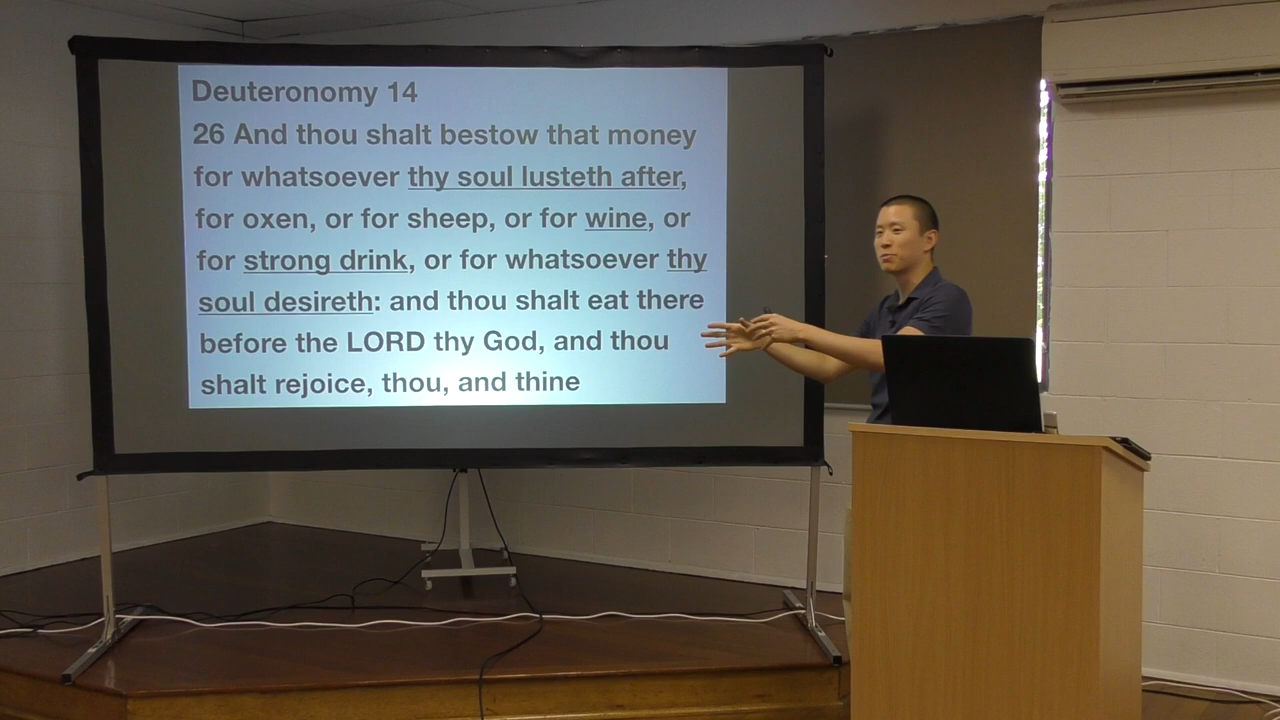 Deuteronomy 14
26 And thou shalt bestow that money
for whatsoever thy soul lusteth after,
for oxen, or for sheep, or for wine, or
for strong drink, or for whatsoever thy
soul desireth: and thou shalt eat there
before the LORD thy God, and thou
shalt rejoice, thou, and thine